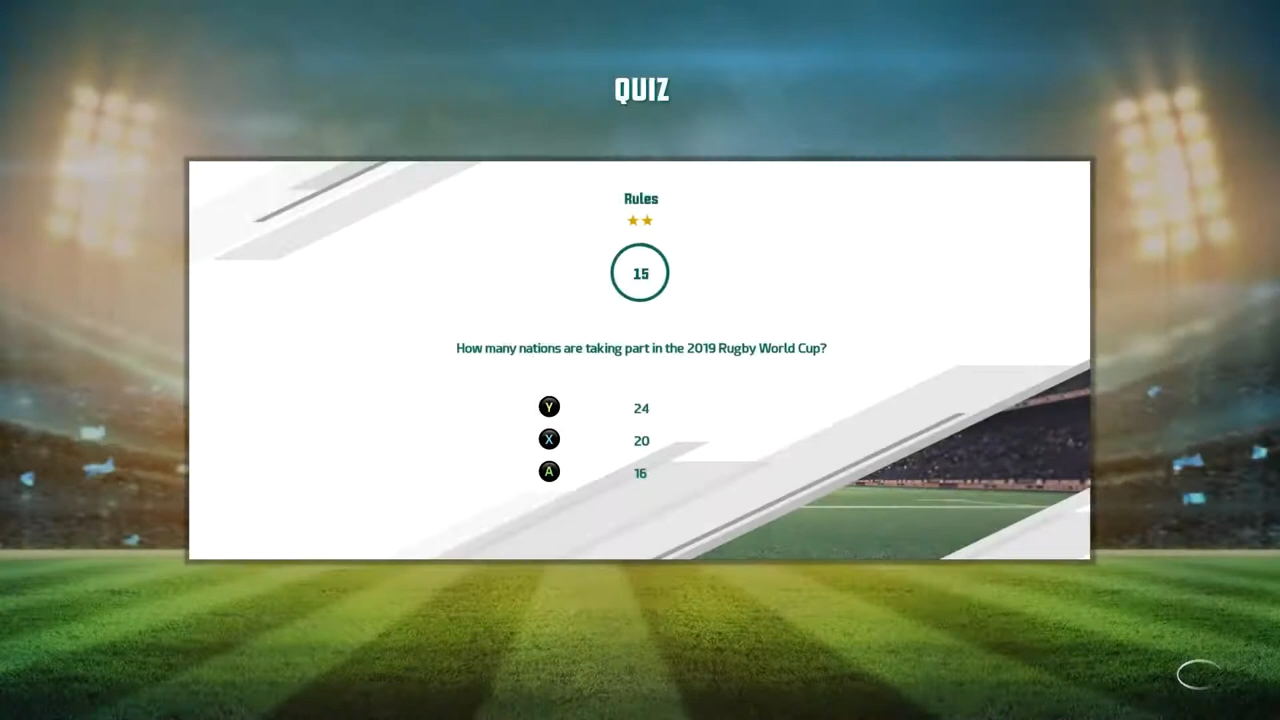 QUIZ
Rules
15
How many nations are taking part in the 2019 Rugby World Cup?
Y 24
X 20
A 16